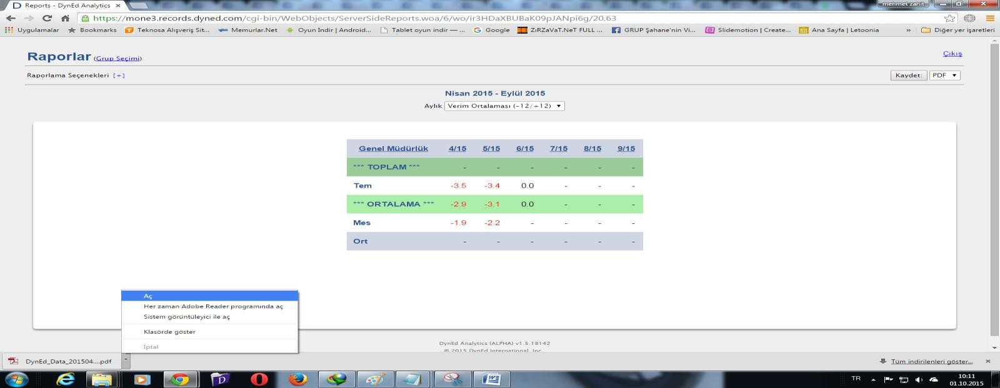 Reports - DynEd Analytics
mehmet zahit
https://mone3.records.dyned.com/cgi-bin/WebObjects/ServerSideReports.woa/6/wo/ir3HDaXBUBaK09pJANpi6g/20.63
Uygulamalar Bookmarks Teknosa Alışveriş Sit... Memurlar.Net Oyun Indir | Android... Tablet oyun indir —... Google ZıRZaVaT.NeT FULL ... GRUP Şahane'nin Vi... Slidemotion | Create... Ana Sayfa | Letoonia » Diğer yer işaretleri
Raporlar (Grup Seçimi) Çıkış
Raporlama Seçenekleri [+] Kaydet: PDF
Nisan 2015 - Eylül 2015
Aylık Verim Ortalaması (-12/+12)
Genel Müdürlük 4/15 5/15 6/15 7/15 8/15 9/15
*** TOPLAM *** - - - - - -
Tem -3.5 -3.4 0.0 - - -
*** ORTALAMA *** -2.9 -3.1 0.0 - - -
Mes -1.9 -2.2 - - - -
Ort - - - - - -
Aç
Her zaman Adobe Reader programında aç
Sistem görüntüleyici ile aç
Klasörde göster
İptal
DynEd Analytics (ALPHA) v1.5.18142
® 2015 DynEd International, Inc.
DynEd_Data_201504....pdf Tüm indirilenleri göster...
TR 10:11
01.10.2015